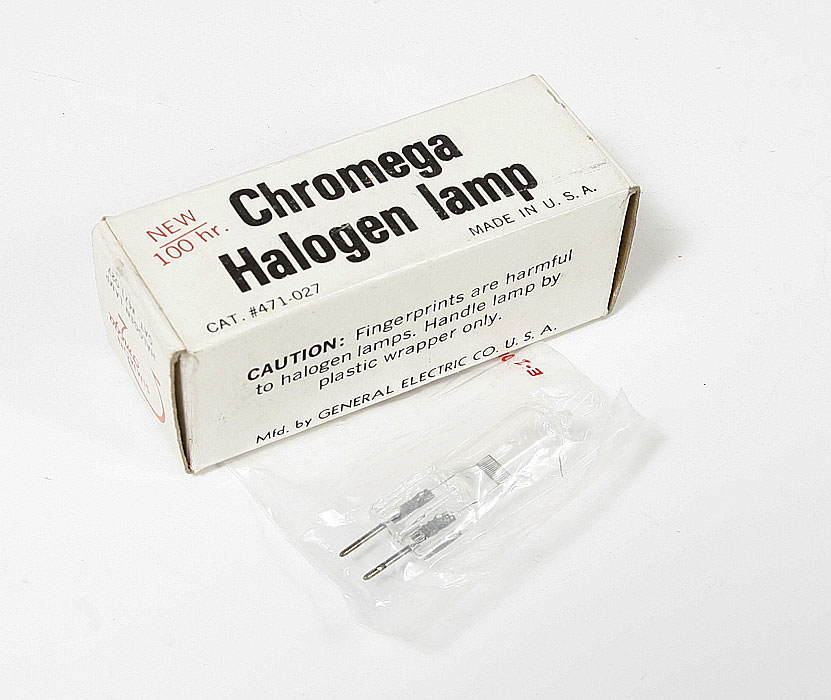 NEW
100 hr.
Chromega
Halogen lamp
MADE IN U.S.A.
CAT. #471-027
CAUTION: Fingerprints are harmful
to halogen lamps. Handle lamp by
plastic wrapper only.
Mfd. by GENERAL ELECTRIC CO. U. S. A.